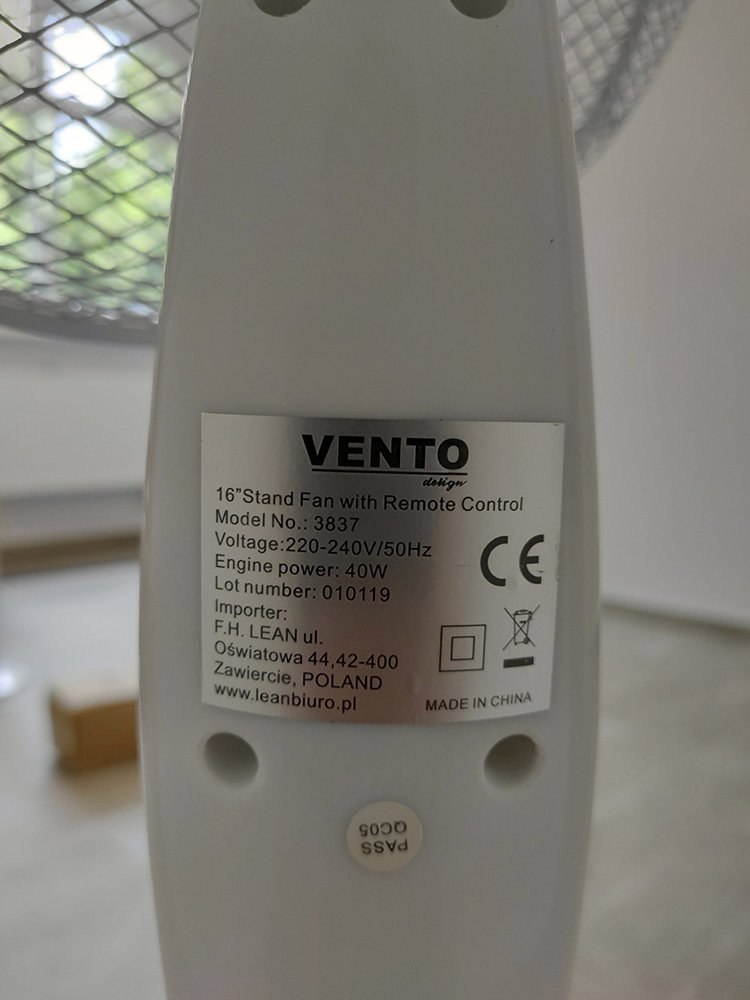 VENTO
design
16”Stand Fan with Remote Control
Model No.: 3837
Voltage:220-240V/50Hz
Engine power: 40W
Lot number: 010119
Importer:
F.H. LEAN ul.
Oświatowa 44,42-400
Zawiercie, POLAND
www.leanbiuro.pl
CE
MADE IN CHINA
PASS
QC05